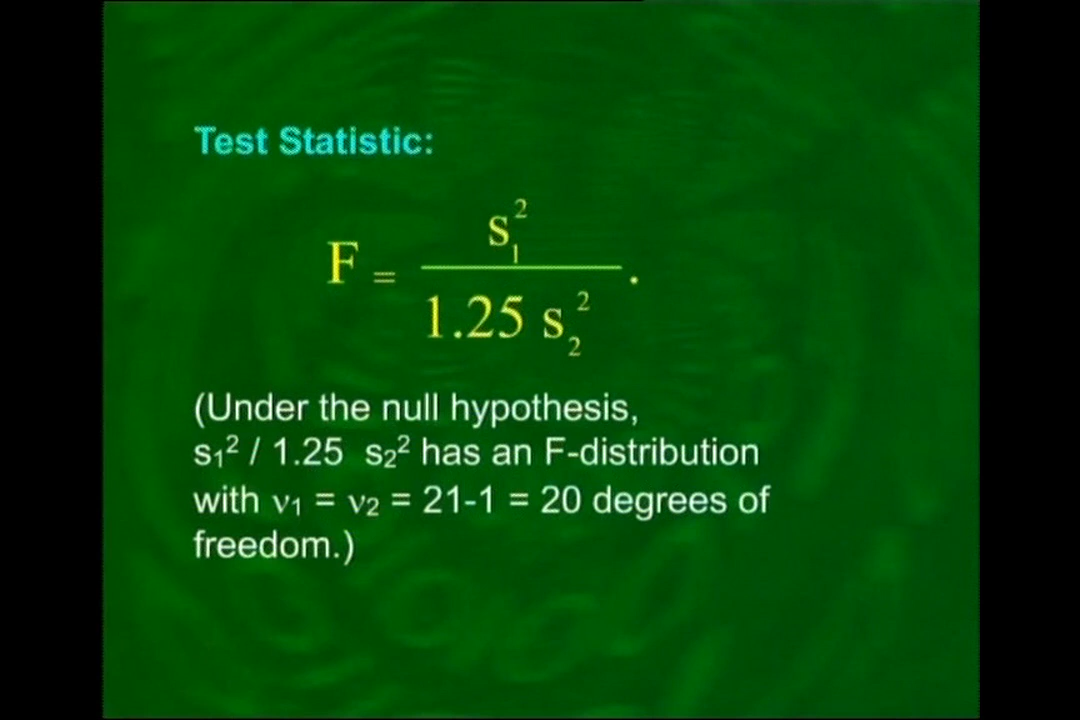 Test Statistic:
F = s₁² / 1.25 s₂² .
(Under the null hypothesis,
s₁² / 1.25 s₂² has an F-distribution
with ν₁ = ν₂ = 21-1 = 20 degrees of
freedom.)